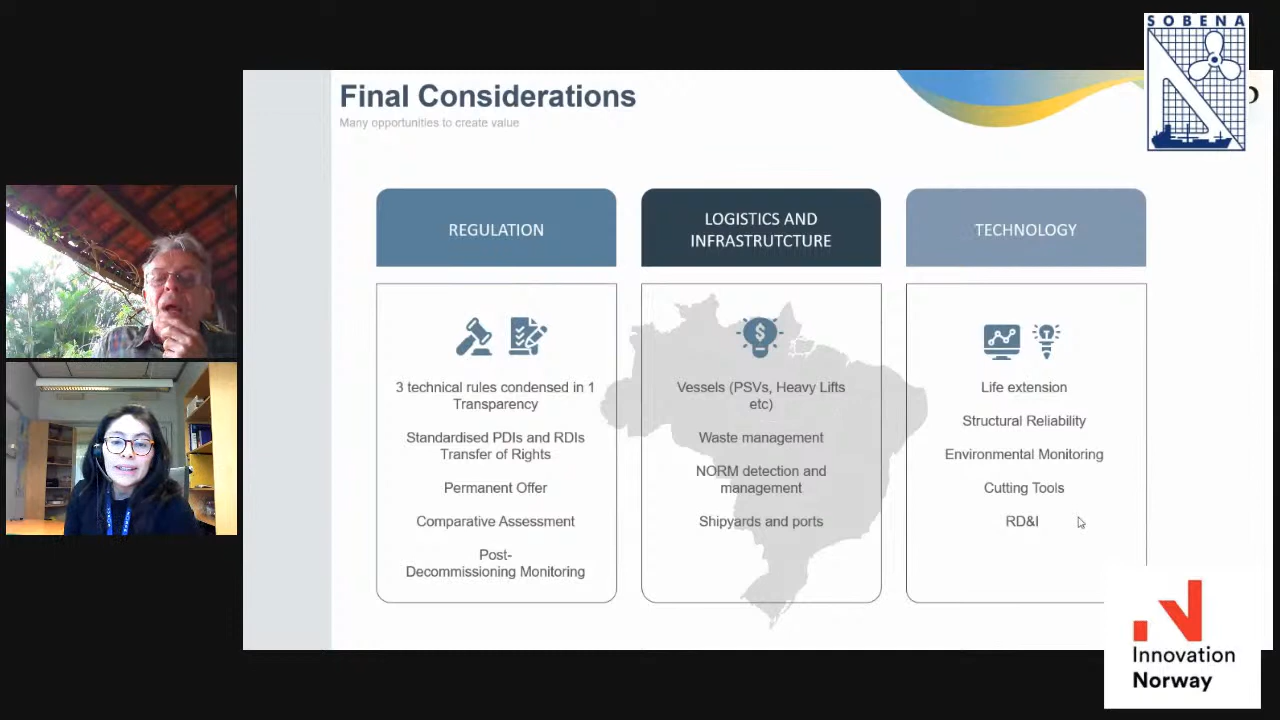 SOBENA
Final Considerations
Many opportunities to create value
REGULATION
3 technical rules condensed in 1
Transparency
Standardised PDIs and RDIs
Transfer of Rights
Permanent Offer
Comparative Assessment
Post-
Decommissioning Monitoring
LOGISTICS AND
INFRASTRUTCTURE
Vessels (PSVs, Heavy Lifts
etc)
Waste management
NORM detection and
management
Shipyards and ports
TECHNOLOGY
Life extension
Structural Reliability
Environmental Monitoring
Cutting Tools
RD&I
Innovation
Norway